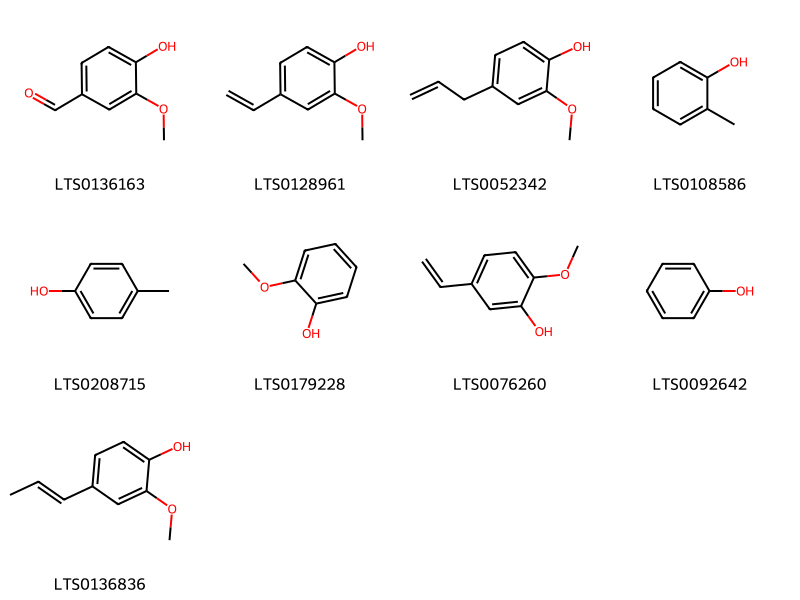 OH
O
O
LTS0136163
OH
O
LTS0128961
OH
O
LTS0052342
OH
LTS0108586
HO
LTS0208715
O
OH
LTS0179228
O
OH
LTS0076260
OH
LTS0092642
OH
O
LTS0136836